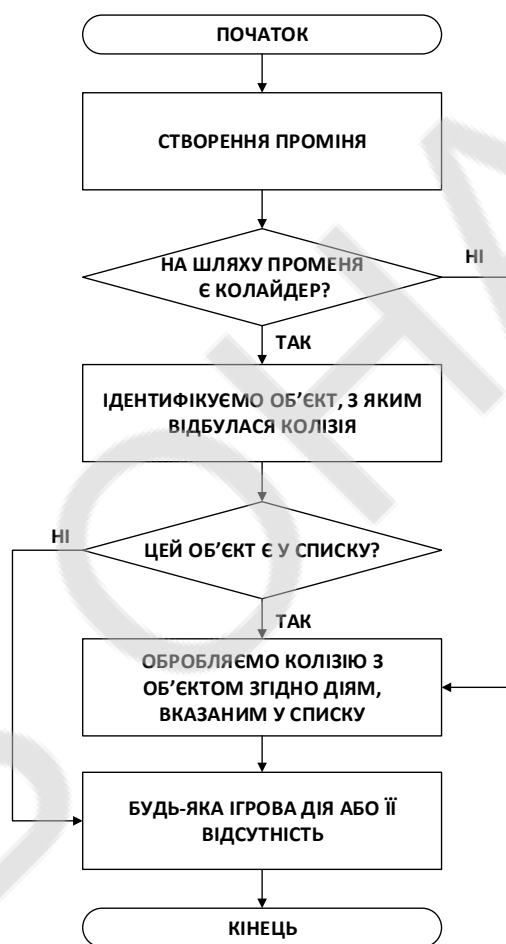 ПОЧАТОК
СТВОРЕННЯ ПРОМІНЯ
НА ШЛЯХУ ПРОМЕНЯ
Є КОЛАЙДЕР?
НІ
ТАК
ІДЕНТИФІКУЄМО ОБ’ЄКТ, З ЯКИМ
ВІДБУЛАСЯ КОЛІЗІЯ
НІ
ЦЕЙ ОБ’ЄКТ Є У СПИСКУ?
ТАК
ОБРОБЛЯЄМО КОЛІЗІЮ З
ОБ’ЄКТОМ ЗГІДНО ДІЯМ,
ВКАЗАНИМ У СПИСКУ
БУДЬ-ЯКА ІГРОВА ДІЯ АБО ЇЇ
ВІДСУТНІСТЬ
КІНЕЦЬ